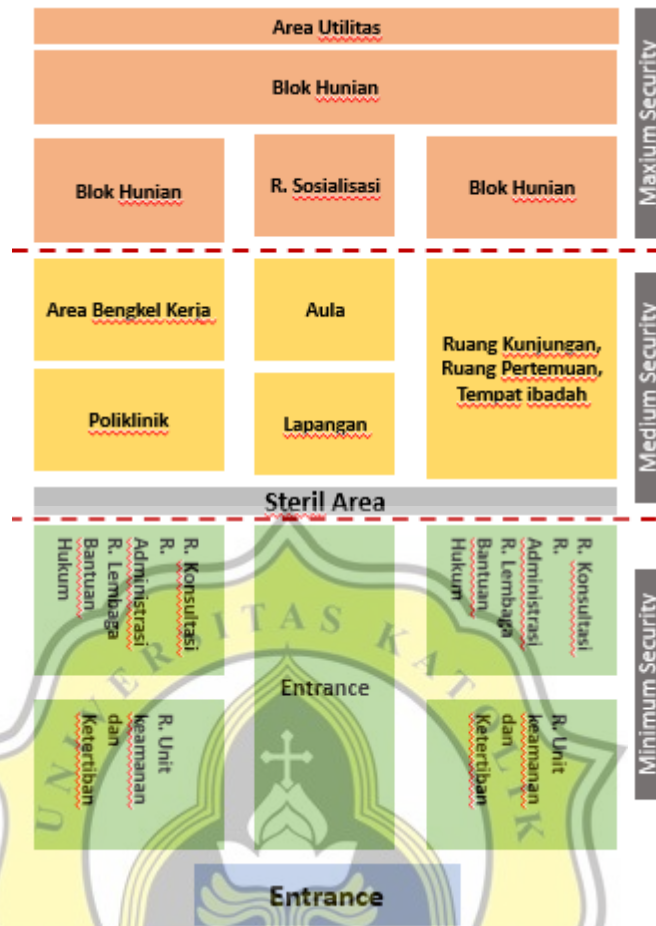 Area Utilitas
Blok Hunian
Blok Hunian
R. Sosialisasi
Blok Hunian
Maxium Security
Area Bengkel Kerja
Aula
Ruang Kunjungan,
Ruang Pertemuan,
Tempat ibadah
Poliklinik
Lapangan
Medium Security
Steril Area
R. Konsultasi
R.
Administrasi
R. Lembaga
Bantuan
Hukum
Entrance
R. Konsultasi
R.
Administrasi
R. Lembaga
Bantuan
Hukum
R. Unit
keamanan
dan
Ketertiban
R. Unit
keamanan
dan
Ketertiban
Minimum Security
Entrance
UNIVERSITAS KATOLIK